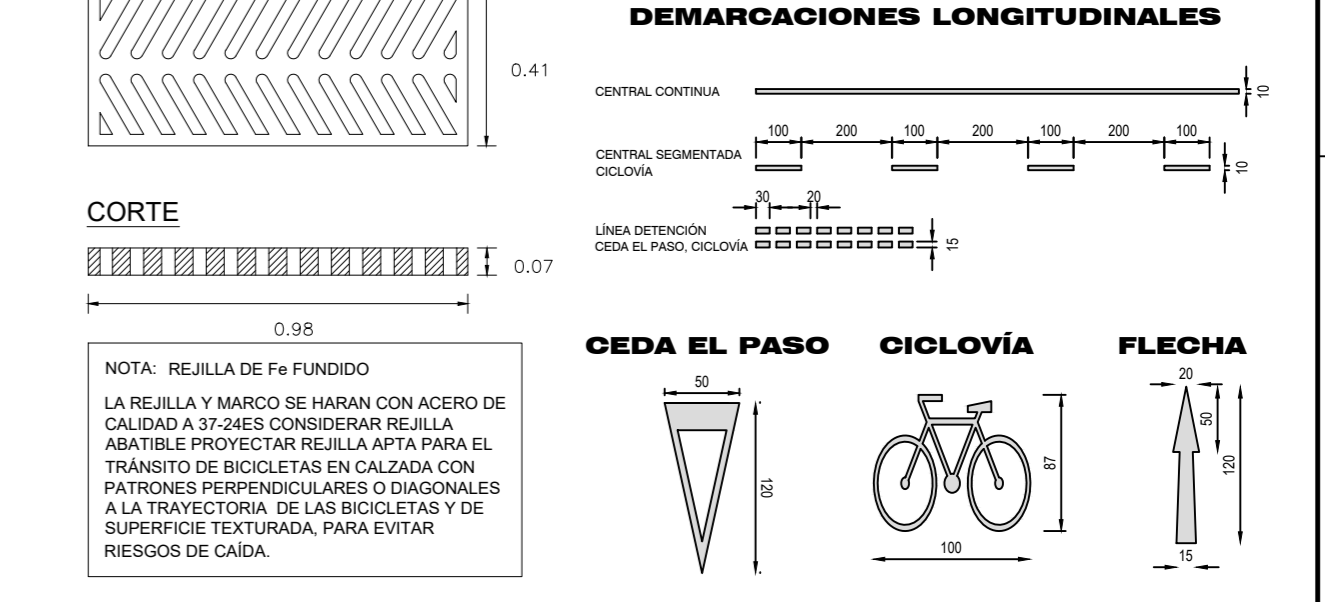 0.41
CORTE
0.07
0.98
NOTA: REJILLA DE Fe FUNDIDO
LA REJILLA Y MARCO SE HARAN CON ACERO DE
CALIDAD A 37-24ES CONSIDERAR REJILLA
ABATIBLE PROYECTAR REJILLA APTA PARA EL
TRÁNSITO DE BICICLETAS EN CALZADA CON
PATRONES PERPENDICULARES O DIAGONALES
A LA TRAYECTORIA DE LAS BICICLETAS Y DE
SUPERFICIE TEXTURADA, PARA EVITAR
RIESGOS DE CAÍDA.
DEMARCACIONES LONGITUDINALES
CENTRAL CONTINUA
10
100 200 100 200 100 200 100
CENTRAL SEGMENTADA
CICLOVÍA
10
30 20
LÍNEA DETENCIÓN
CEDA EL PASO, CICLOVÍA
15
CEDA EL PASO
50
120
CICLOVÍA
87
100
FLECHA
20
50
120
15